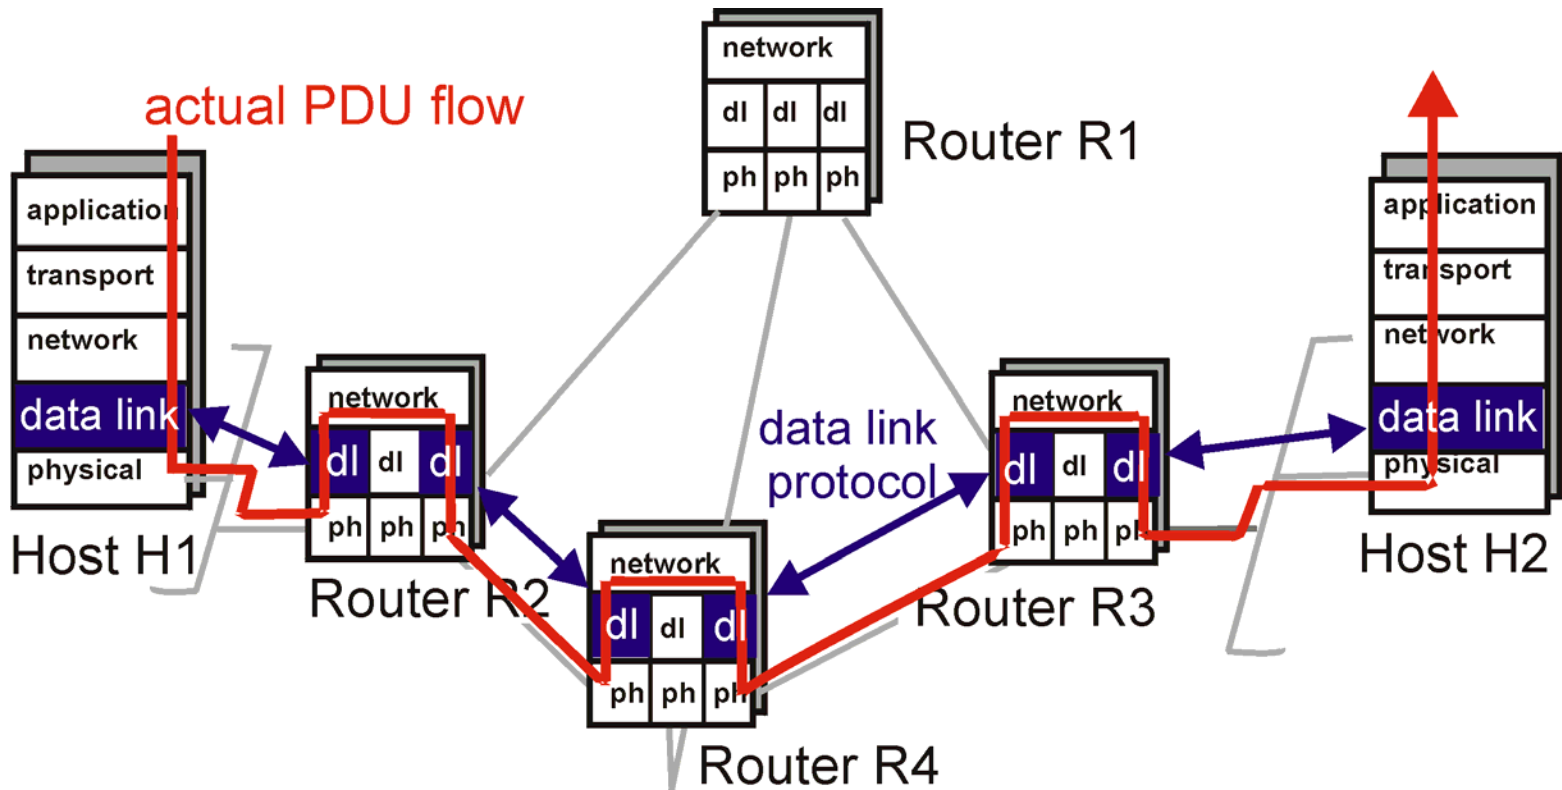 actual PDU flow
application
transport
network
data link
physical
Host H1
network
dl dl dl
ph ph ph
Router R2
network
dl dl dl
ph ph ph
Router R1
network
dl dl dl
ph ph ph
Router R4
data link
protocol
network
dl dl dl
ph ph ph
Router R3
application
transport
network
data link
physical
Host H2